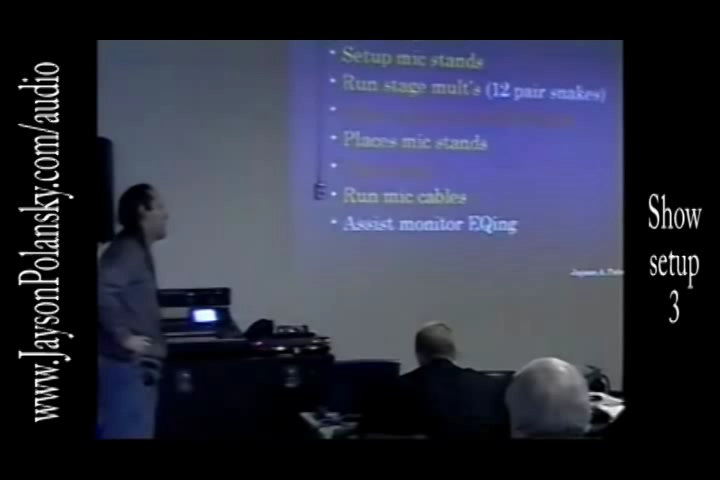 www.JaysonPolansky.com/audio
• Setup mic stands
• Run stage mult's (12 pair snakes)
• Places mic stands
• Run mic cables
• Assist monitor EQing
Jayson A.
Show
setup
3